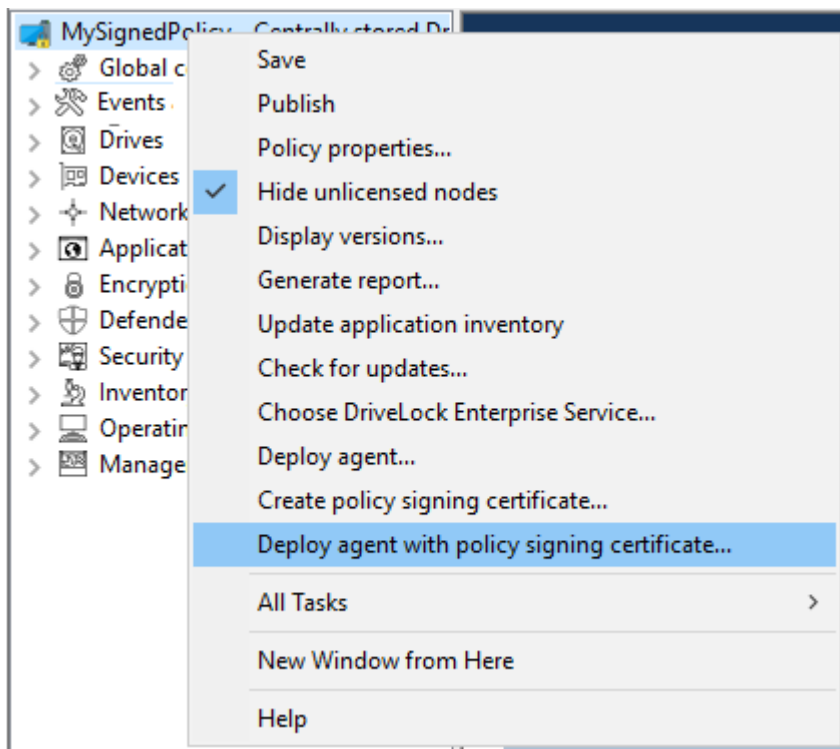 MySignedPolicy - Centrally stored Dr
Global c
Events
Drives
Devices
Network
Applicat
Encrypti
Defende
Security
Inventor
Operatin
Manage
Save
Publish
Policy properties...
Hide unlicensed nodes
Display versions...
Generate report...
Update application inventory
Check for updates...
Choose DriveLock Enterprise Service...
Deploy agent...
Create policy signing certificate...
Deploy agent with policy signing certificate...
All Tasks
New Window from Here
Help